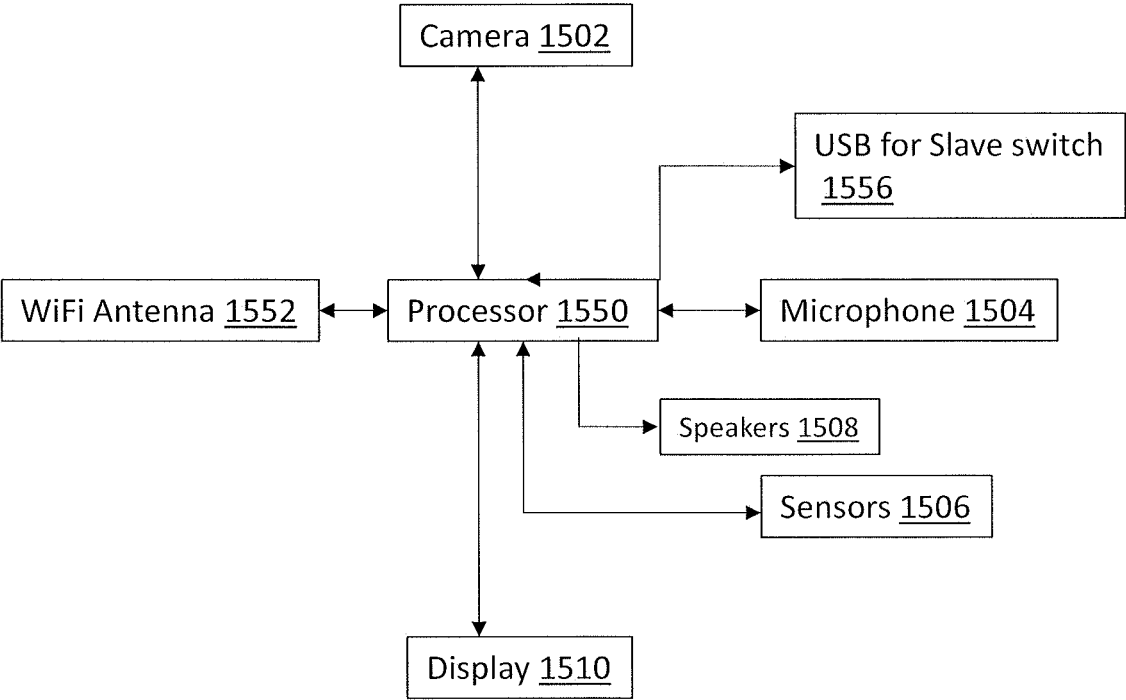 Camera 1502
USB for Slave switch
1556
WiFi Antenna 1552
Processor 1550
Microphone 1504
Speakers 1508
Sensors 1506
Display 1510